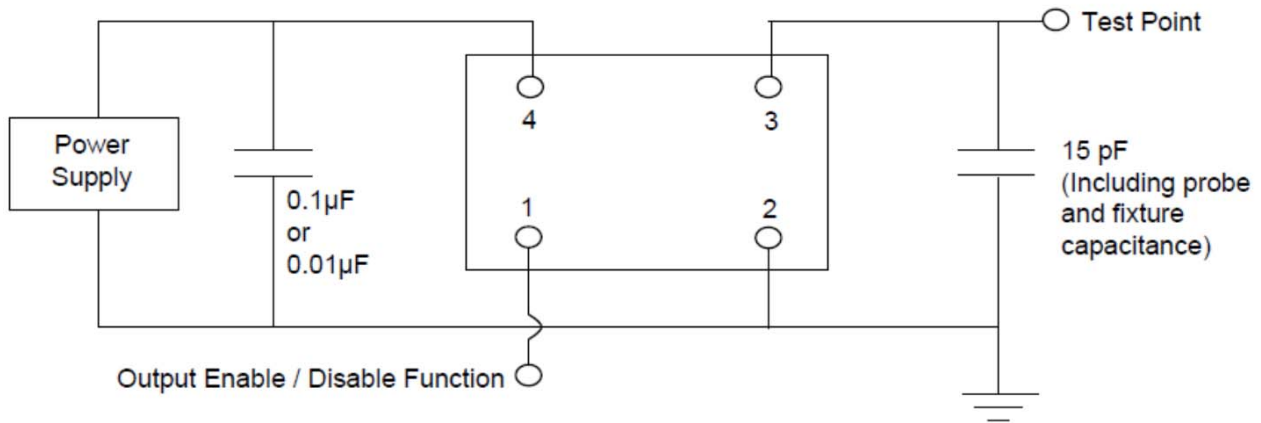 Test Point
4
3
Power
Supply
15 pF
(Including probe
and fixture
capacitance)
0.1µF
or
0.01µF
1
2
Output Enable / Disable Function